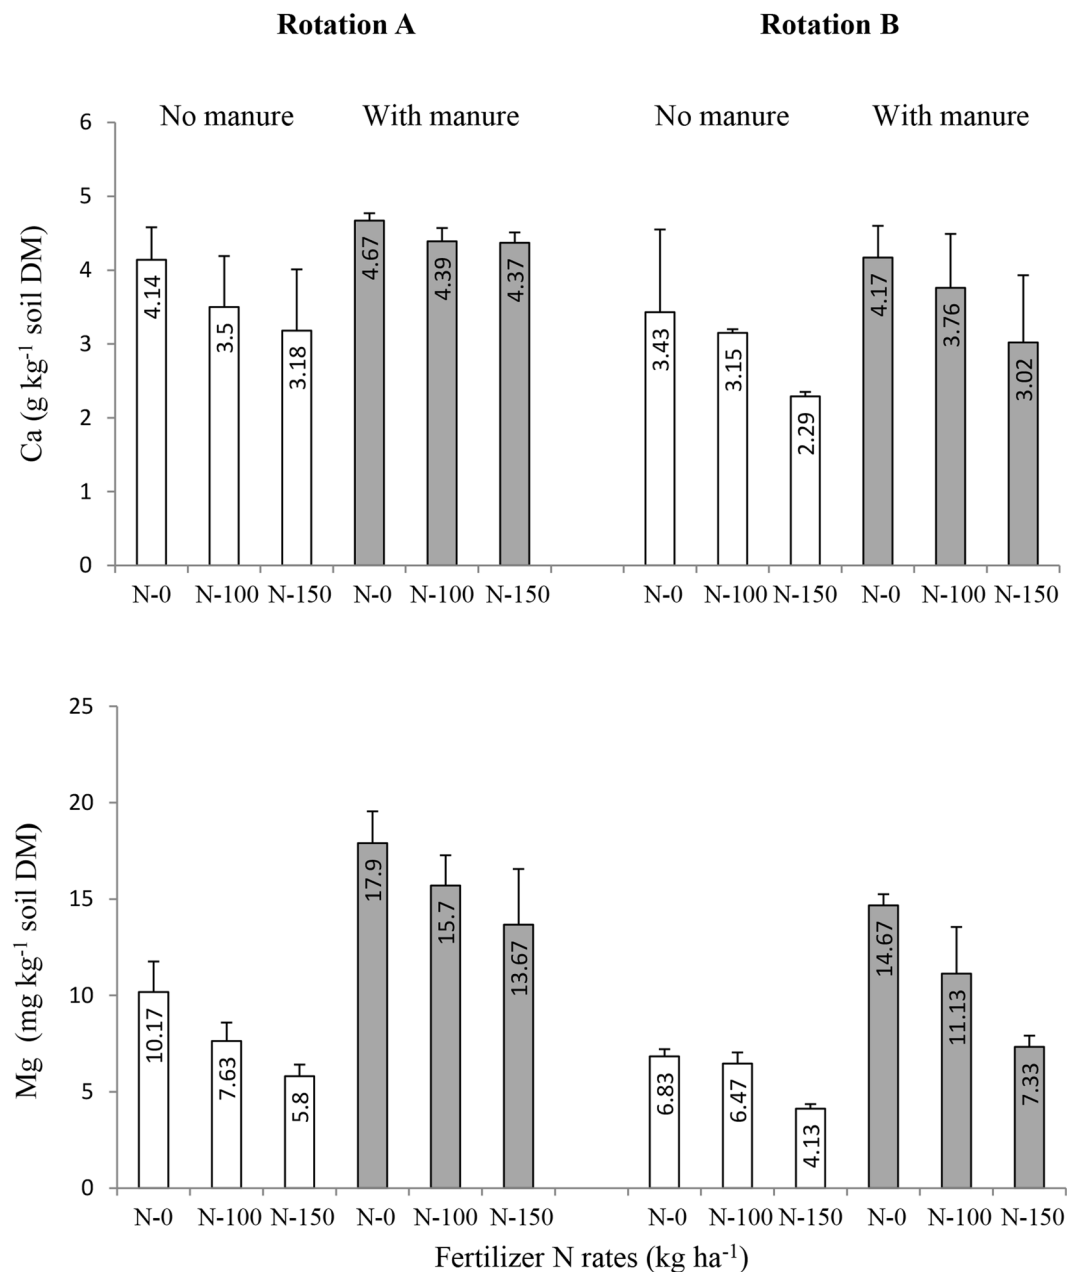 Rotation A Rotation B
No manure With manure No manure With manure
6
5
4
3
2
1
0
Ca (g kg⁻¹ soil DM)
4.14 3.5 3.18 4.67 4.39 4.37 3.43 3.15 2.29 4.17 3.76 3.02
N-0 N-100 N-150 N-0 N-100 N-150 N-0 N-100 N-150 N-0 N-100 N-150
25
20
15
10
5
0
Mg (mg kg⁻¹ soil DM)
10.17 7.63 5.8 17.9 15.7 13.67 6.83 6.47 4.13 14.67 11.13 7.33
N-0 N-100 N-150 N-0 N-100 N-150 N-0 N-100 N-150 N-0 N-100 N-150
Fertilizer N rates (kg ha⁻¹)